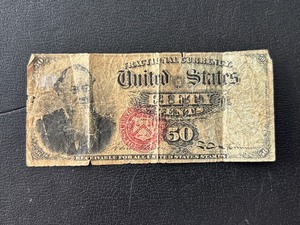 FRACTIONAL CURRENCY.
United States
FIFTY
CENTS
50
RECEIVABLE FOR ALL UNITED STATES STAMPS